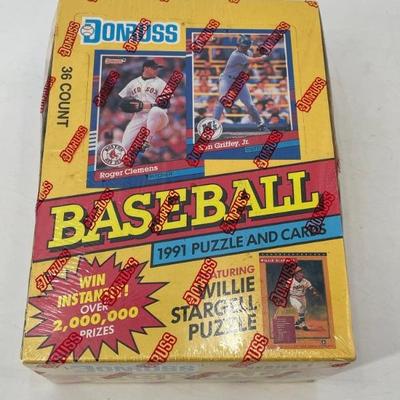 DONRUSS
36 COUNT
Roger Clemens
Ken Griffey, Jr.
BASEBALL
1991 PUZZLE AND CARDS
WIN
INSTANTLY!
OVER
2,000,000
PRIZES
FEATURING
WILLIE
STARGELL
PUZZLE
DONRUSS